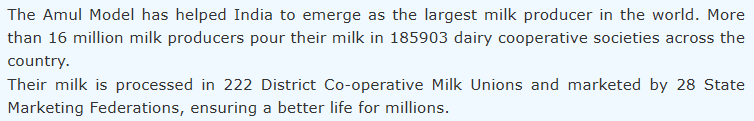 The Amul Model has helped India to emerge as the largest milk producer in the world. More
than 16 million milk producers pour their milk in 185903 dairy cooperative societies across the
country.
Their milk is processed in 222 District Co-operative Milk Unions and marketed by 28 State
Marketing Federations, ensuring a better life for millions.